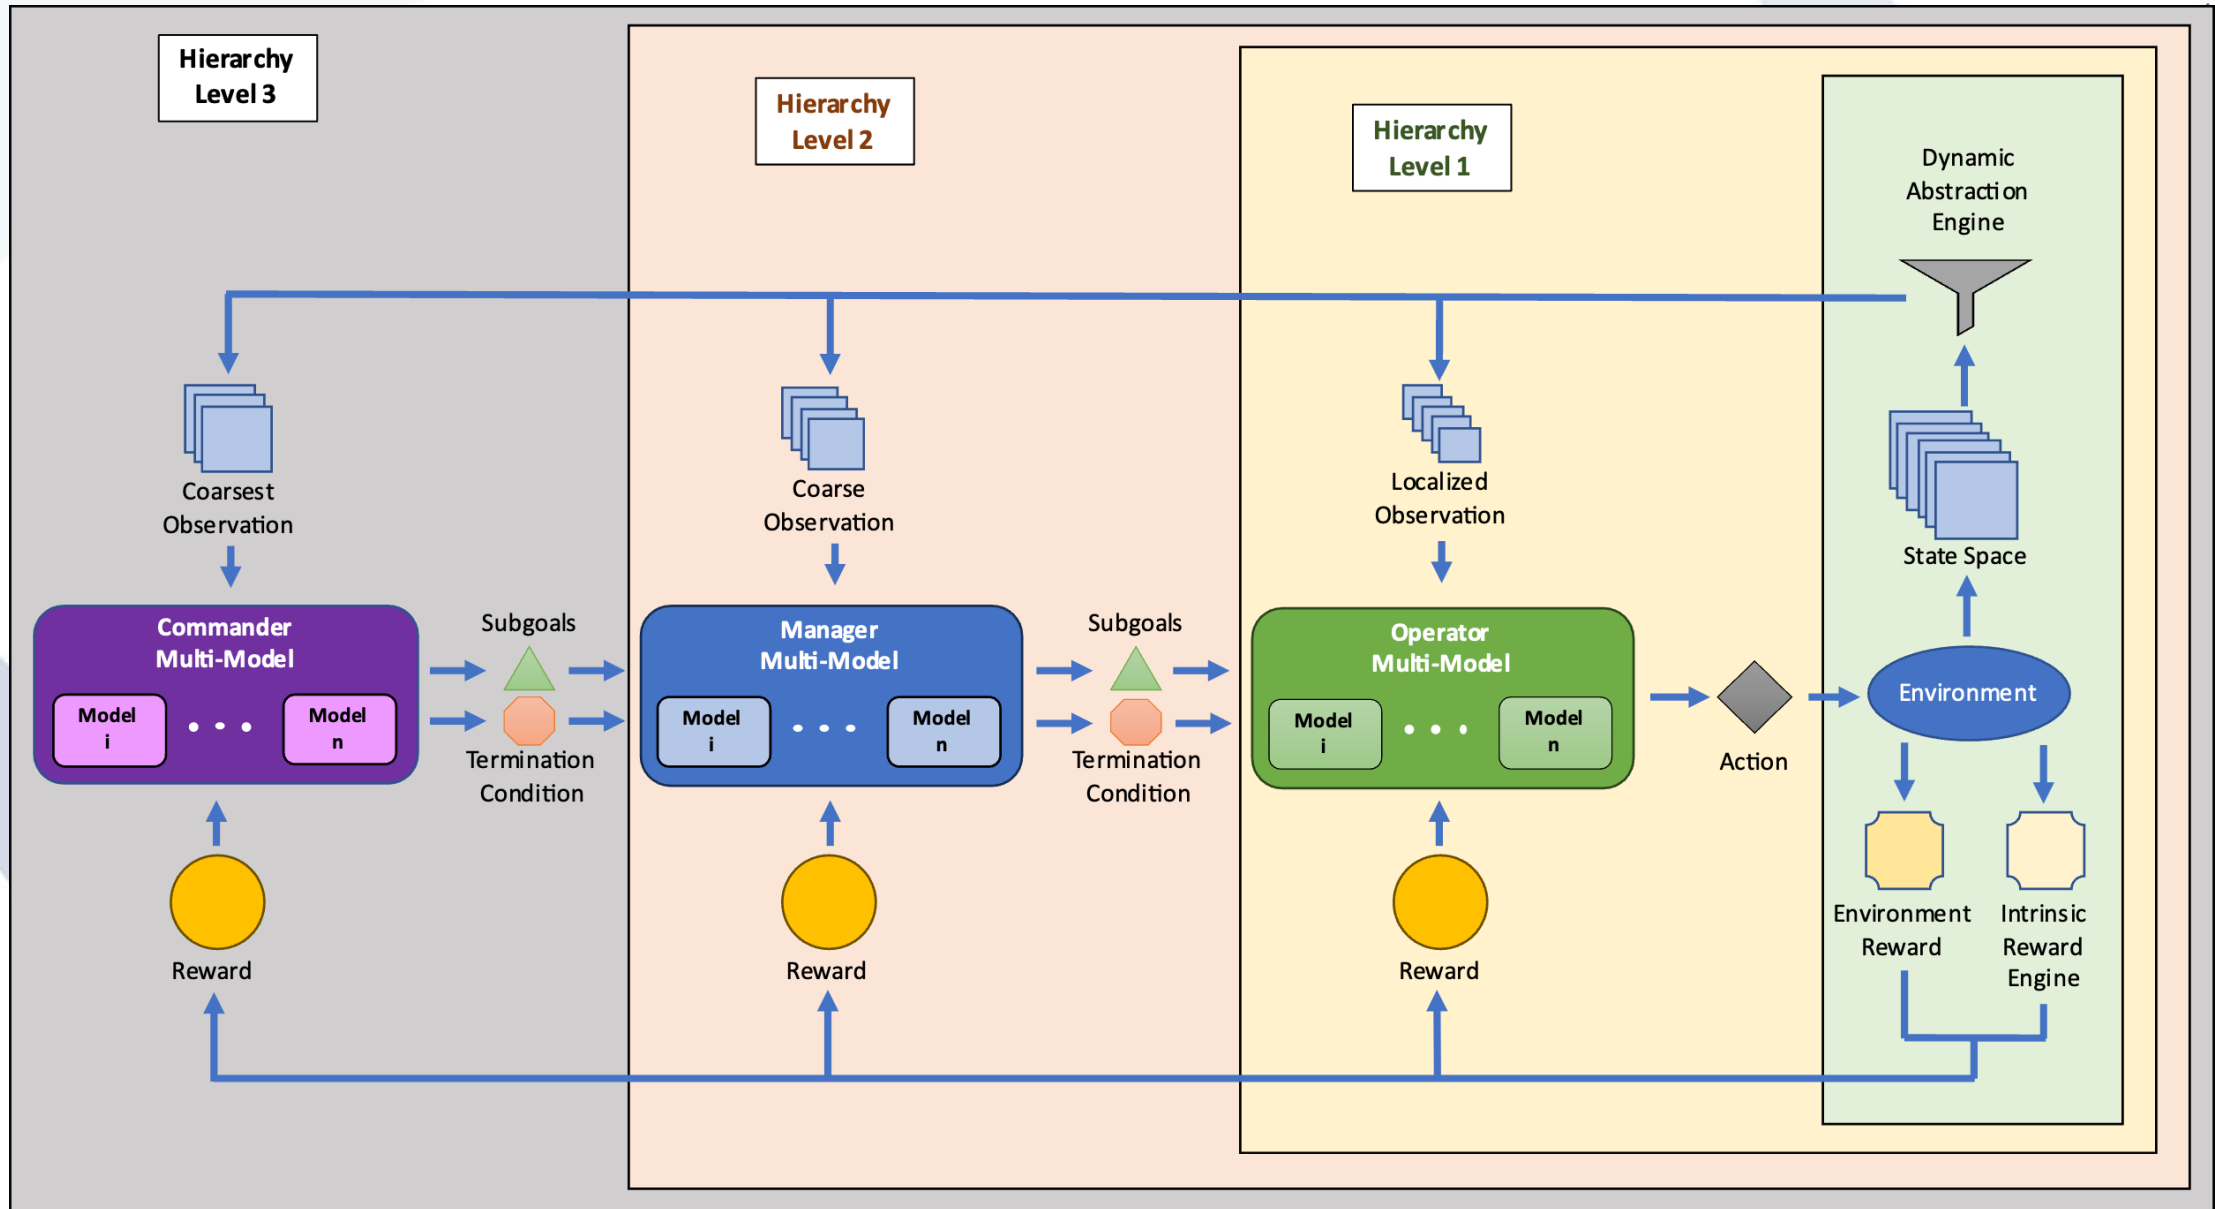 Hierarchy
Level 3
Hierarchy
Level 2
Hierarchy
Level 1
Dynamic
Abstraction
Engine
Coarsest
Observation
Coarse
Observation
Localized
Observation
State Space
Commander
Multi-Model
Model
i
• • •
Model
n
Subgoals
Termination
Condition
Manager
Multi-Model
Model
i
• • •
Model
n
Subgoals
Termination
Condition
Operator
Multi-Model
Model
i
• • •
Model
n
Action
Environment
Environment
Reward
Intrinsic
Reward
Engine
Reward
Reward
Reward